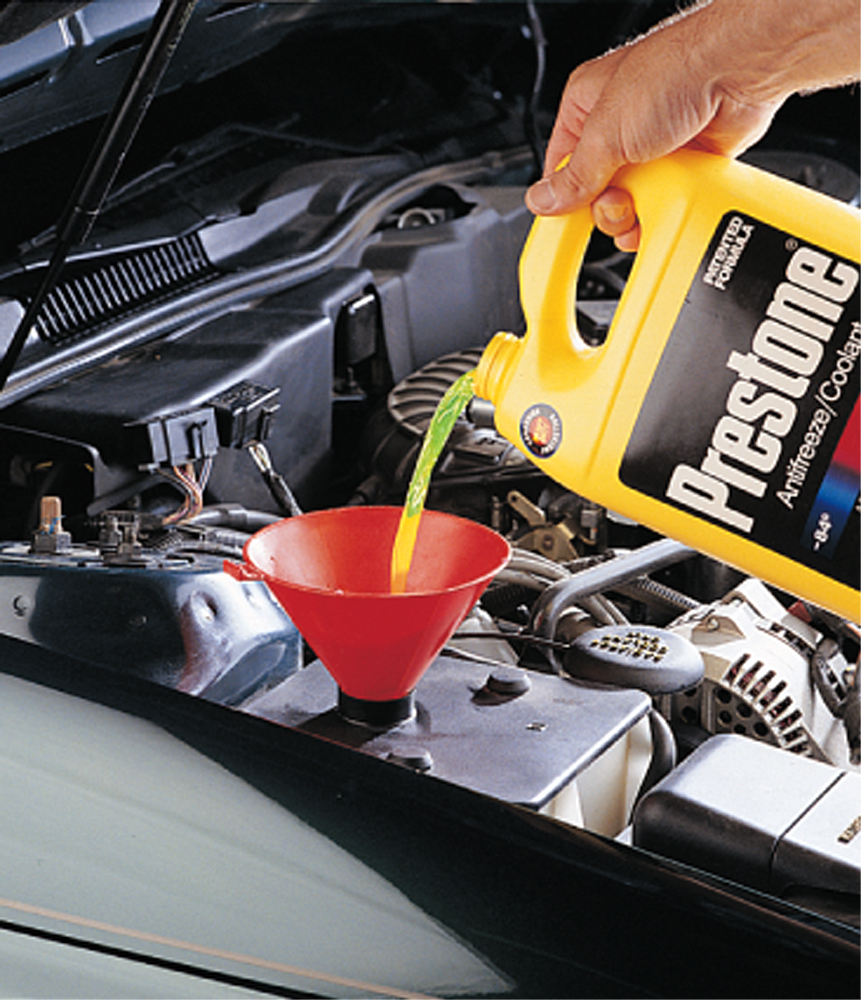 PATENTED
FORMULA
Prestone®
Antifreeze/Coolant
-84°